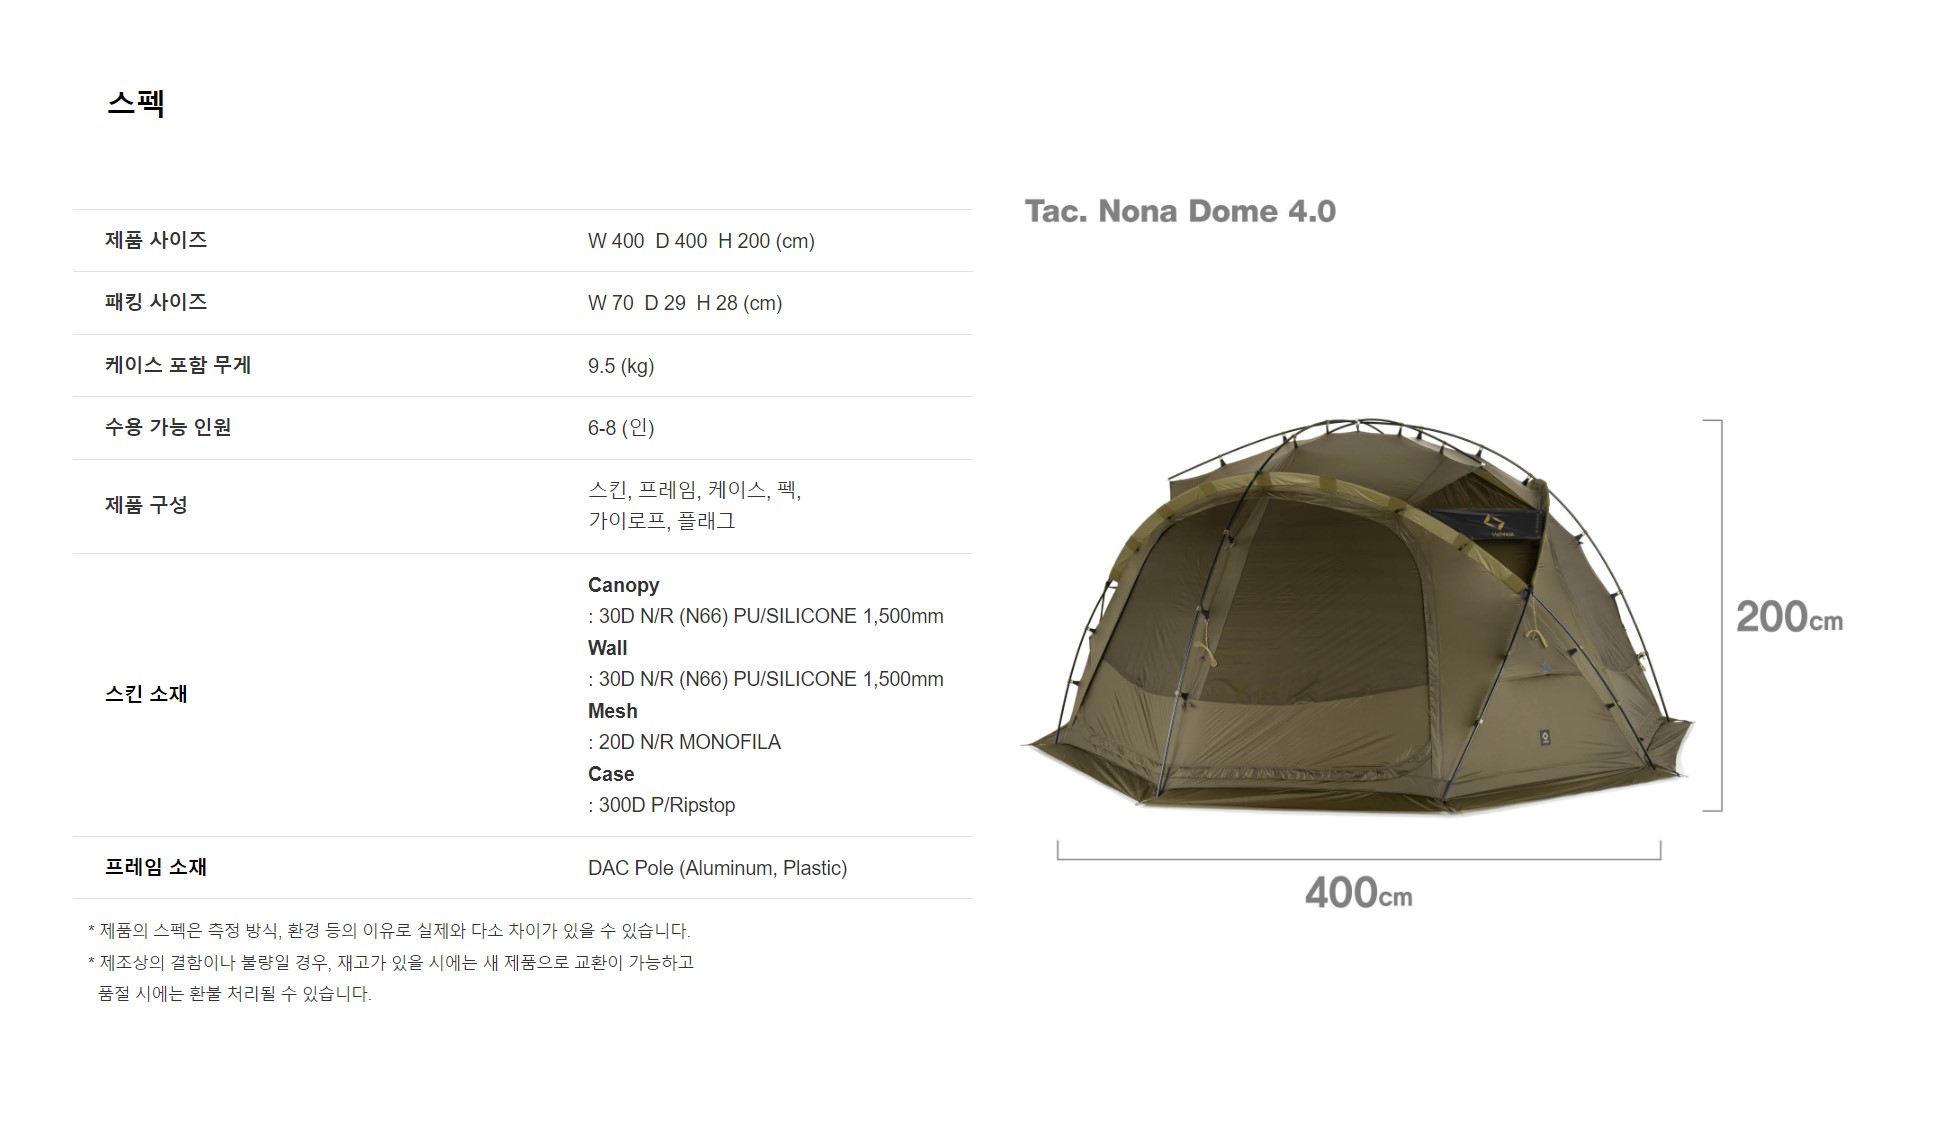 스펙
제품 사이즈
W 400 D 400 H 200 (cm)
패킹 사이즈
W 70 D 29 H 28 (cm)
케이스 포함 무게
9.5 (kg)
수용 가능 인원
6-8 (인)
제품 구성
스킨, 프레임, 케이스, 펙,
가이로프, 플래그
스킨 소재
Canopy
: 30D N/R (N66) PU/SILICONE 1,500mm
Wall
: 30D N/R (N66) PU/SILICONE 1,500mm
Mesh
: 20D N/R MONOFILA
Case
: 300D P/Ripstop
프레임 소재
DAC Pole (Aluminum, Plastic)
* 제품의 스펙은 측정 방식, 환경 등의 이유로 실제와 다소 차이가 있을 수 있습니다.
* 제조상의 결함이나 불량일 경우, 재고가 있을 시에는 새 제품으로 교환이 가능하고
품절 시에는 환불 처리될 수 있습니다.
Tac. Nona Dome 4.0
200cm
400cm